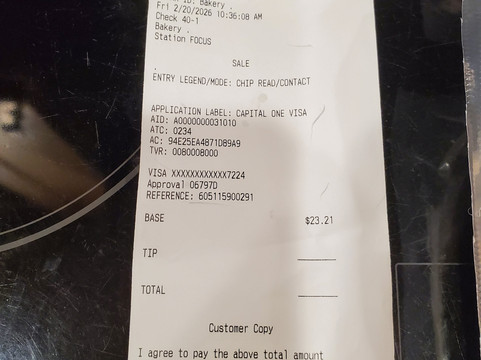 ID: Bakery .
Fri 2/20/2026 10:36:08 AM
Check 40-1
Bakery .
Station FOCUS
SALE
ENTRY LEGEND/MODE: CHIP READ/CONTACT
APPLICATION LABEL: CAPITAL ONE VISA
AID: A0000000031010
ATC: 0234
AC: 94E25EA4871D89A9
TVR: 0080008000
VISA XXXXXXXXXXXX7224
Approval 06797D
REFERENCE: 605115900291
BASE $23.21
TIP
TOTAL
Customer Copy
I agree to pay the above total amount